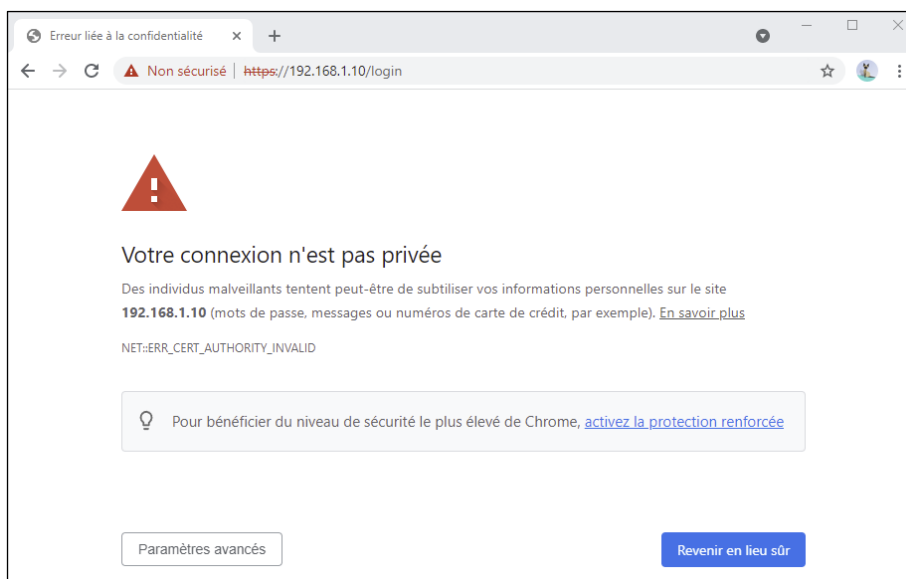 Erreur liée à la confidentialité
Non sécurisé | https://192.168.1.10/login
Votre connexion n'est pas privée
Des individus malveillants tentent peut-être de subtiliser vos informations personnelles sur le site
192.168.1.10 (mots de passe, messages ou numéros de carte de crédit, par exemple). En savoir plus
NET::ERR_CERT_AUTHORITY_INVALID
Pour bénéficier du niveau de sécurité le plus élevé de Chrome, activez la protection renforcée
Paramètres avancés
Revenir en lieu sûr